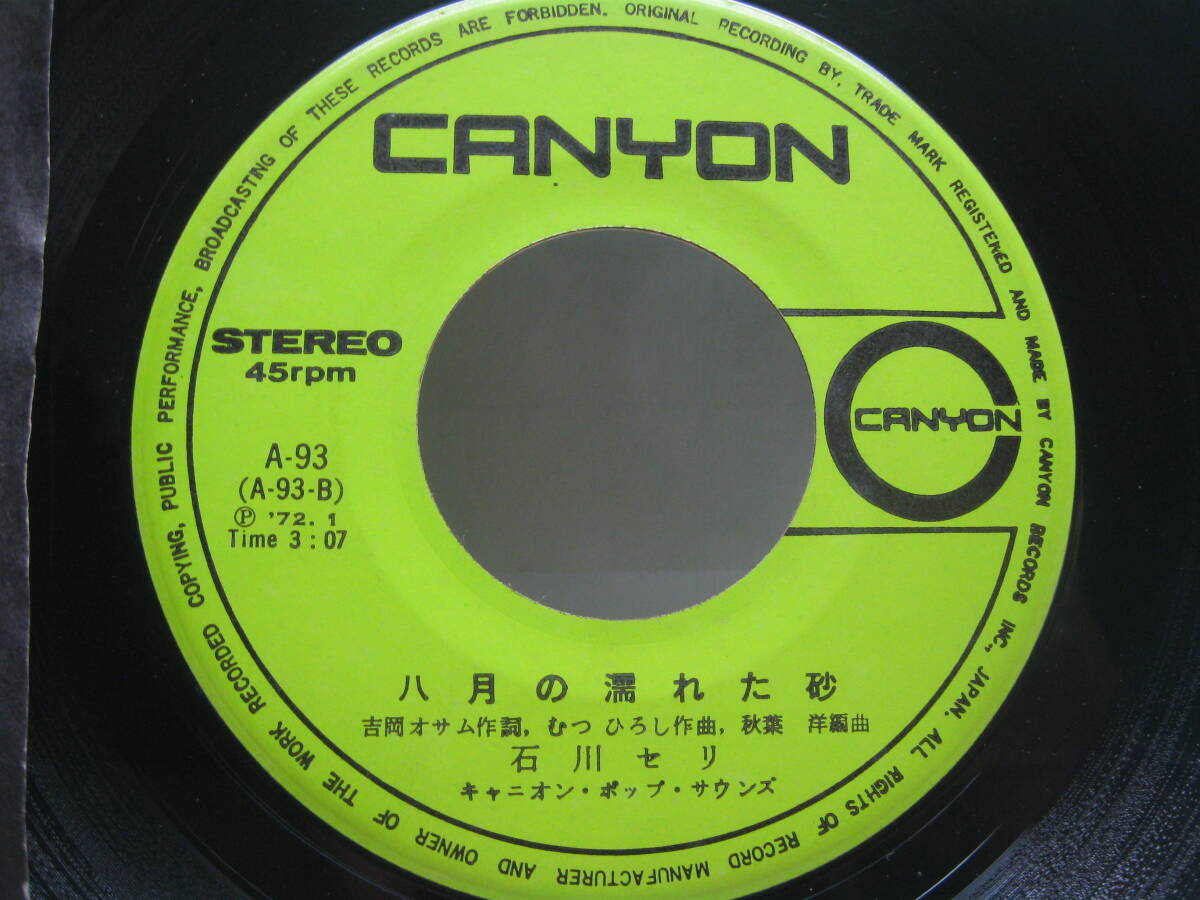 CANYON
STEREO
45rpm
CANYON
A-93
(A-93-B)
Ⓟ '72.1
Time 3:07
八月の濡れた砂
吉岡オサム作詞, むつ ひろし作曲, 秋葉 洋編曲
石川セリ
キャニオン・ポップ・サウンズ
ORIGINAL RECORDING BY, TRADE MARK REGISTERED AND MADE BY CANYON RECORDS INC., JAPAN. ALL RIGHTS OF RECORD MANUFACTURER AND OWNER OF THE WORK RECORDED COPYING, PUBLIC PERFORMANCE, BROADCASTING OF THESE RECORDS ARE FORBIDDEN.